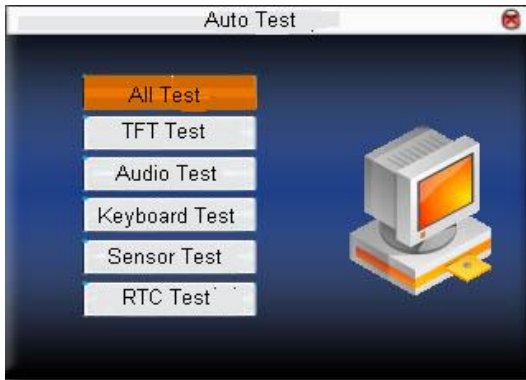 Auto Test
All Test
TFT Test
Audio Test
Keyboard Test
Sensor Test
RTC Test